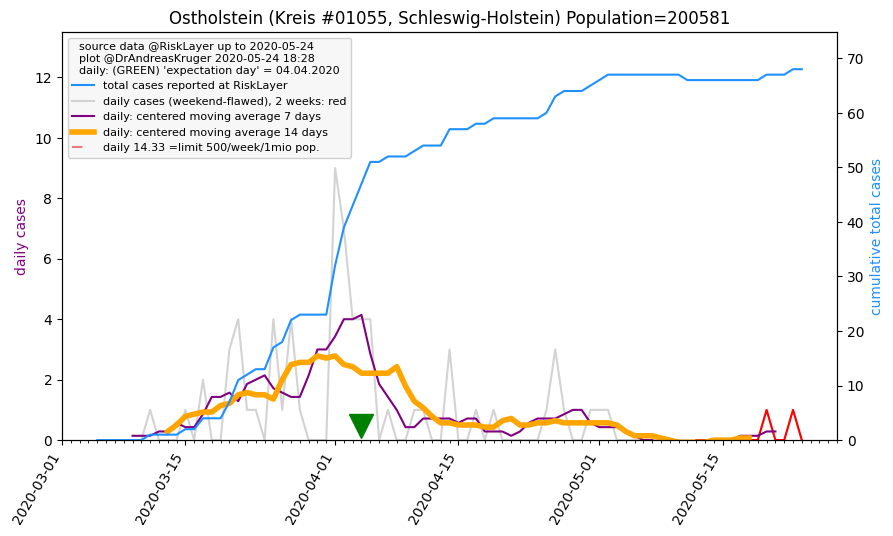 Ostholstein (Kreis #01055, Schleswig-Holstein) Population=200581
source data @RiskLayer up to 2020-05-24
plot @DrAndreasKruger 2020-05-24 18:28
daily: (GREEN) 'expectation day' = 04.04.2020
total cases reported at RiskLayer
daily cases (weekend-flawed), 2 weeks: red
daily: centered moving average 7 days
daily: centered moving average 14 days
daily 14.33 =limit 500/week/1mio pop.
daily cases
12
10
8
6
4
2
0
cumulative total cases
70
60
50
40
30
20
10
0
2020-03-01
2020-03-15
2020-04-01
2020-04-15
2020-05-01
2020-05-15